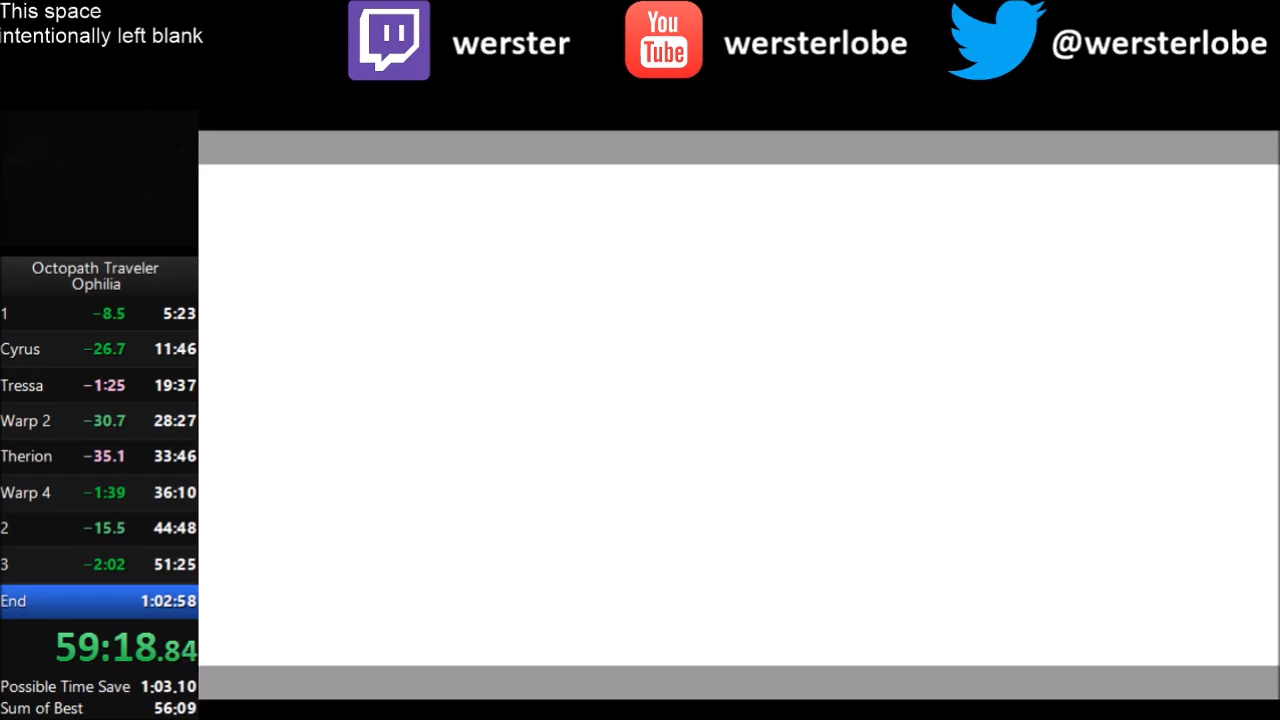 This space
intentionally left blank
werster
You
Tube
wersterlobe
@wersterlobe
Octopath Traveler
Ophilia
1 −8.5 5:23
Cyrus −26.7 11:46
Tressa −1:25 19:37
Warp 2 −30.7 28:27
Therion −35.1 33:46
Warp 4 −1:39 36:10
2 −15.5 44:48
3 −2:02 51:25
End 1:02:58
59:18.84
Possible Time Save 1:03.10
Sum of Best 56:09